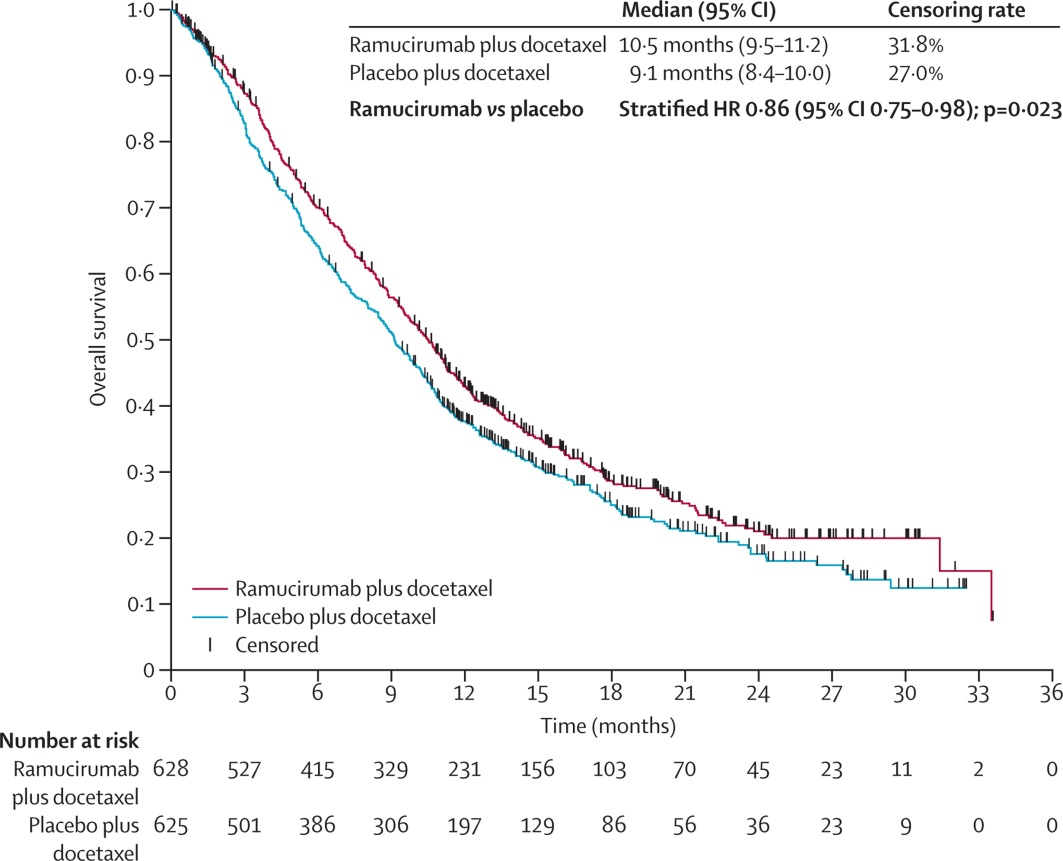 Median (95% CI) Censoring rate
Ramucirumab plus docetaxel 10·5 months (9·5–11·2) 31·8%
Placebo plus docetaxel 9·1 months (8·4–10·0) 27·0%
Ramucirumab vs placebo Stratified HR 0·86 (95% CI 0·75–0·98); p=0·023
Overall survival
1·0
0·9
0·8
0·7
0·6
0·5
0·4
0·3
0·2
0·1
0
Ramucirumab plus docetaxel
Placebo plus docetaxel
Censored
0 3 6 9 12 15 18 21 24 27 30 33 36
Time (months)
Number at risk
Ramucirumab 628 527 415 329 231 156 103 70 45 23 11 2 0
plus docetaxel
Placebo plus 625 501 386 306 197 129 86 56 36 23 9 0 0
docetaxel